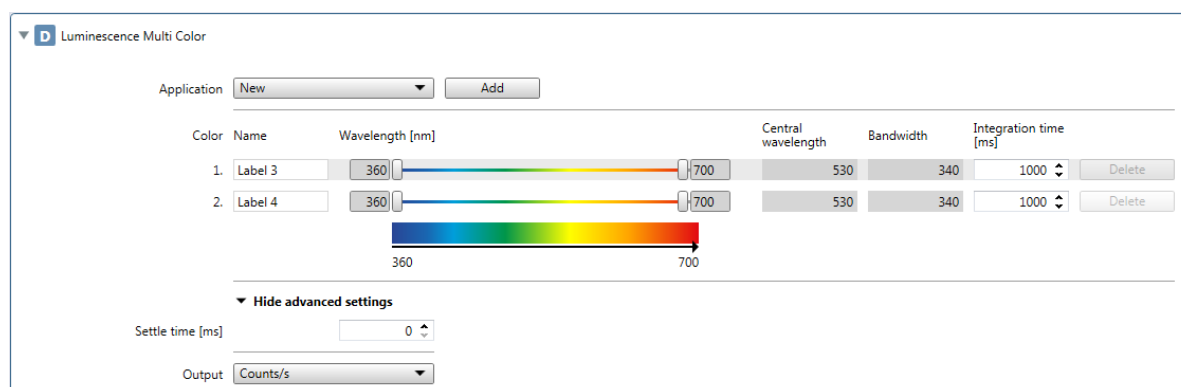 D Luminescence Multi Color
Application New Add
Color Name Wavelength [nm] Central wavelength Bandwidth Integration time [ms]
1. Label 3 360 700 530 340 1000 Delete
2. Label 4 360 700 530 340 1000 Delete
360 700
Hide advanced settings
Settle time [ms] 0
Output Counts/s